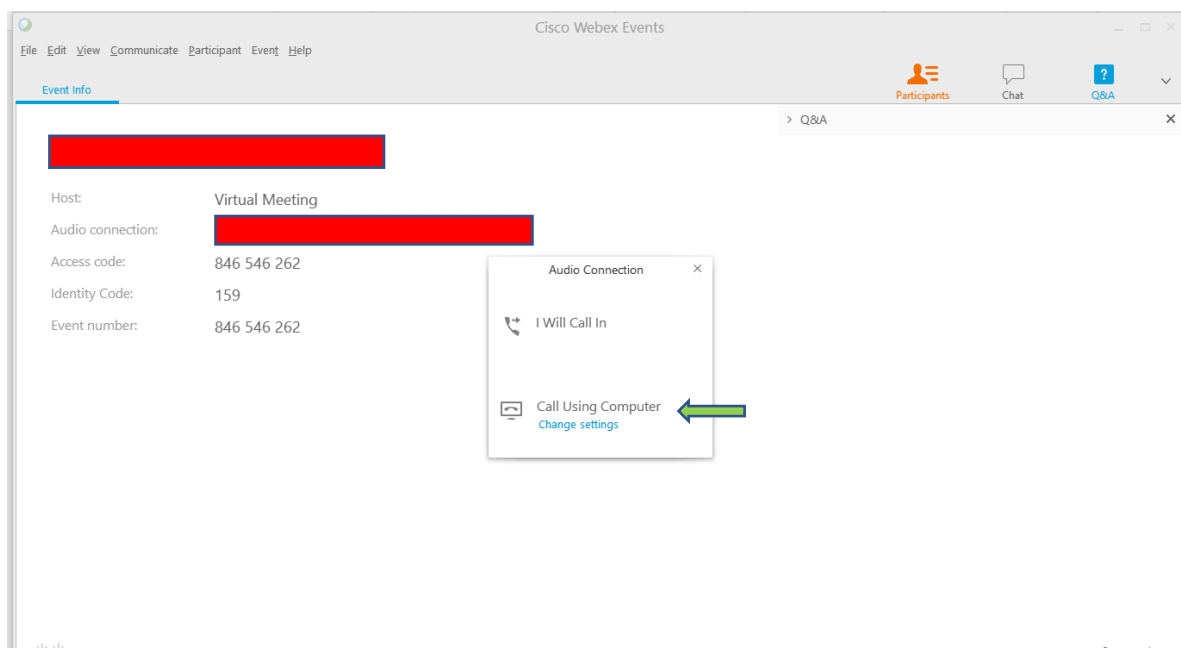 Cisco Webex Events
File Edit View Communicate Participant Event Help
Event Info
Participants Chat Q&A
Q&A
Host: Virtual Meeting
Audio connection:
Access code: 846 546 262
Identity Code: 159
Event number: 846 546 262
Audio Connection
I Will Call In
Call Using Computer
Change settings